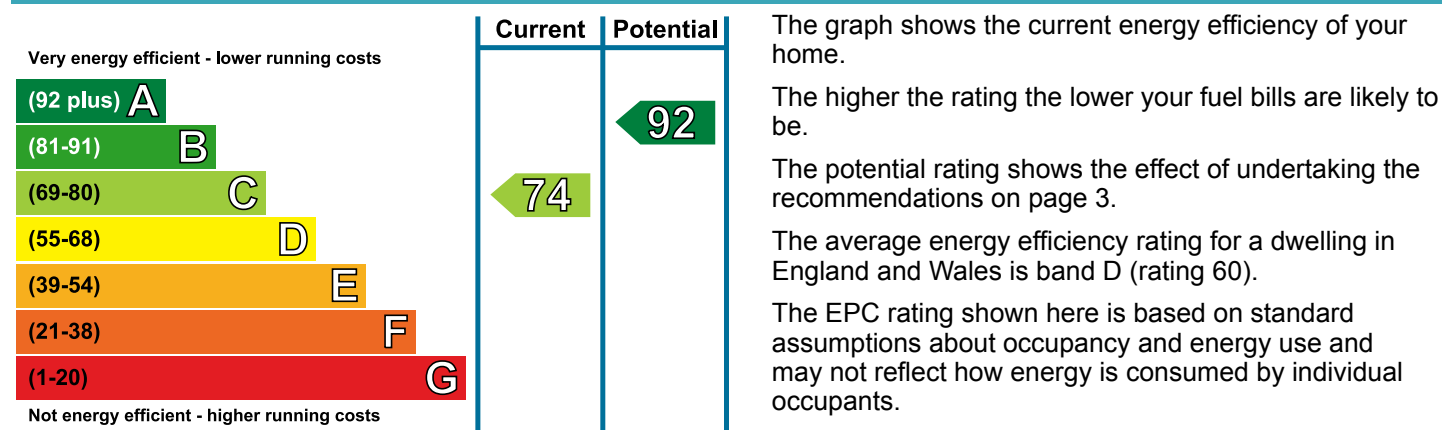 Current Potential
Very energy efficient - lower running costs
(92 plus) A
(81-91) B
(69-80) C
(55-68) D
(39-54) E
(21-38) F
(1-20) G
Not energy efficient - higher running costs
74
92
The graph shows the current energy efficiency of your
home.
The higher the rating the lower your fuel bills are likely to
be.
The potential rating shows the effect of undertaking the
recommendations on page 3.
The average energy efficiency rating for a dwelling in
England and Wales is band D (rating 60).
The EPC rating shown here is based on standard
assumptions about occupancy and energy use and
may not reflect how energy is consumed by individual
occupants.